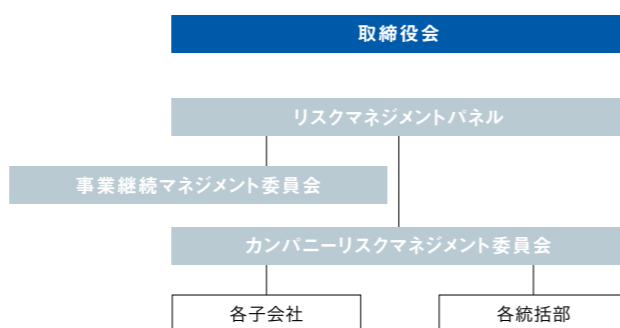 取締役会
リスクマネジメントパネル
事業継続マネジメント委員会
カンパニーリスクマネジメント委員会
各子会社
各統括部